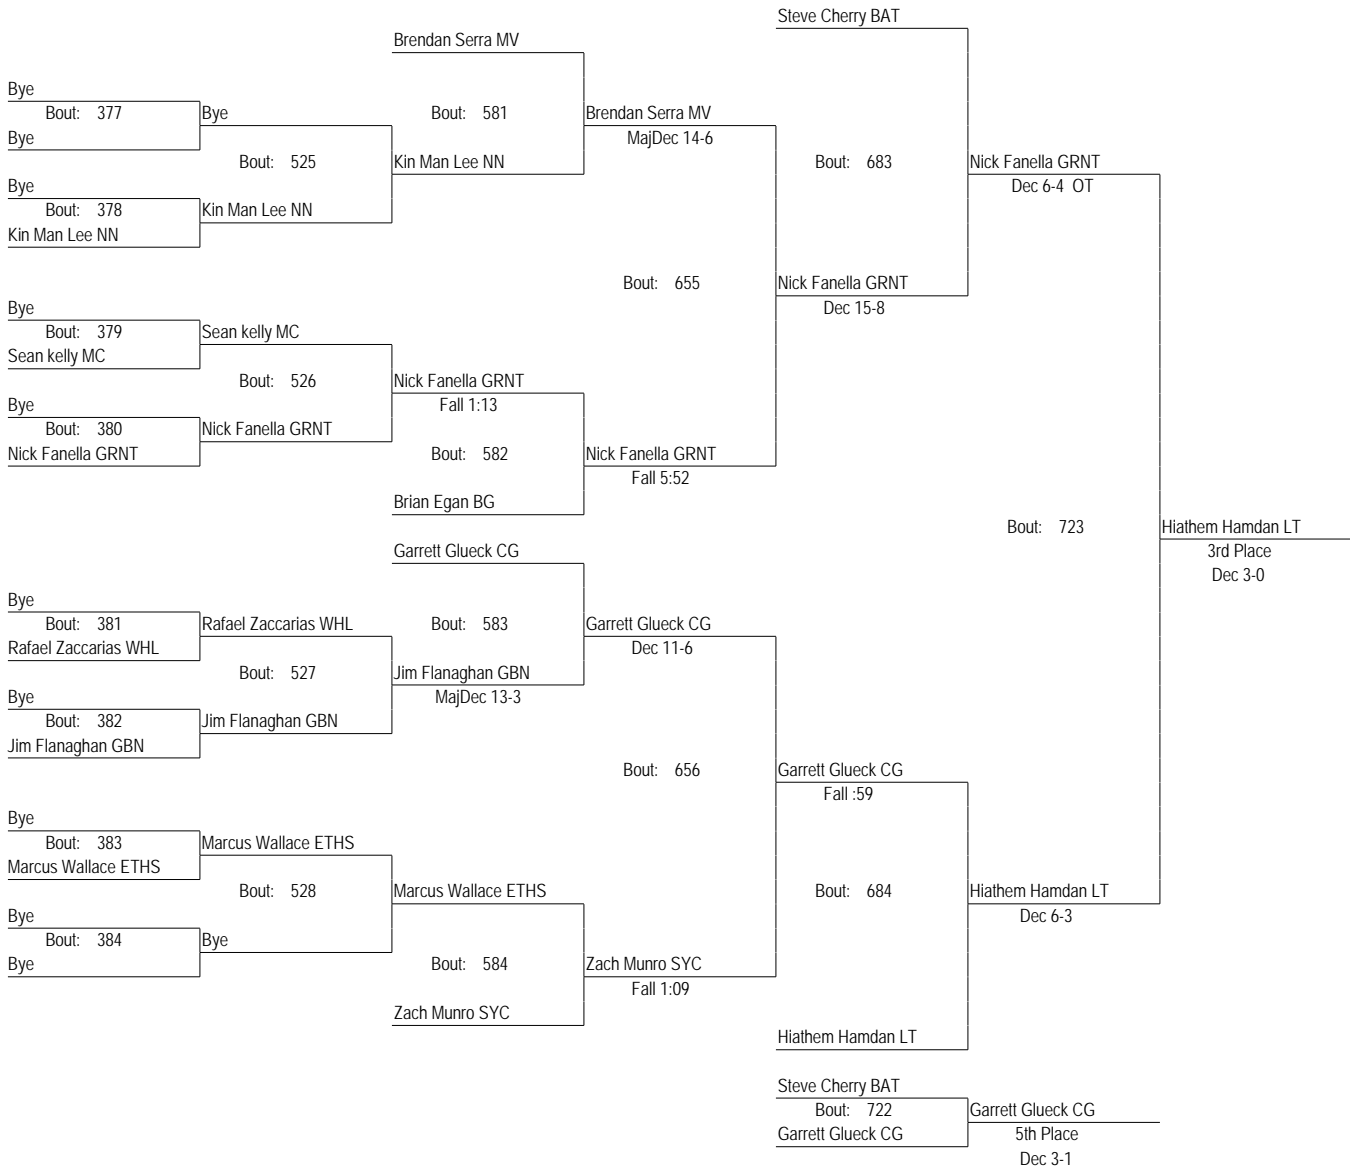 Steve Cherry BAT
Brendan Serra MV
Bye
Bout: 377
Bye
Bout: 581
Brendan Serra MV
Bye
MajDec 14-6
Bout: 525
Kin Man Lee NN
Bout: 683
Nick Fanella GRNT
Bye
Dec 6-4 OT
Bout: 378
Kin Man Lee NN
Kin Man Lee NN
Bout: 655
Nick Fanella GRNT
Bye
Dec 15-8
Bout: 379
Sean kelly MC
Sean kelly MC
Bout: 526
Nick Fanella GRNT
Bye
Fall 1:13
Bout: 380
Nick Fanella GRNT
Nick Fanella GRNT
Bout: 582
Nick Fanella GRNT
Fall 5:52
Brian Egan BG
Bout: 723
Hiathem Hamdan LT
Garrett Glueck CG
3rd Place
Dec 3-0
Bye
Bout: 381
Rafael Zaccarias WHL
Bout: 583
Garrett Glueck CG
Rafael Zaccarias WHL
Dec 11-6
Bout: 527
Jim Flanaghan GBN
Bye
MajDec 13-3
Bout: 382
Jim Flanaghan GBN
Jim Flanaghan GBN
Bout: 656
Garrett Glueck CG
Fall :59
Bye
Bout: 383
Marcus Wallace ETHS
Marcus Wallace ETHS
Bout: 528
Marcus Wallace ETHS
Bout: 684
Hiathem Hamdan LT
Bye
Dec 6-3
Bout: 384
Bye
Bye
Bout: 584
Zach Munro SYC
Fall 1:09
Zach Munro SYC
Hiathem Hamdan LT
Steve Cherry BAT
Bout: 722
Garrett Glueck CG
Garrett Glueck CG
5th Place
Dec 3-1